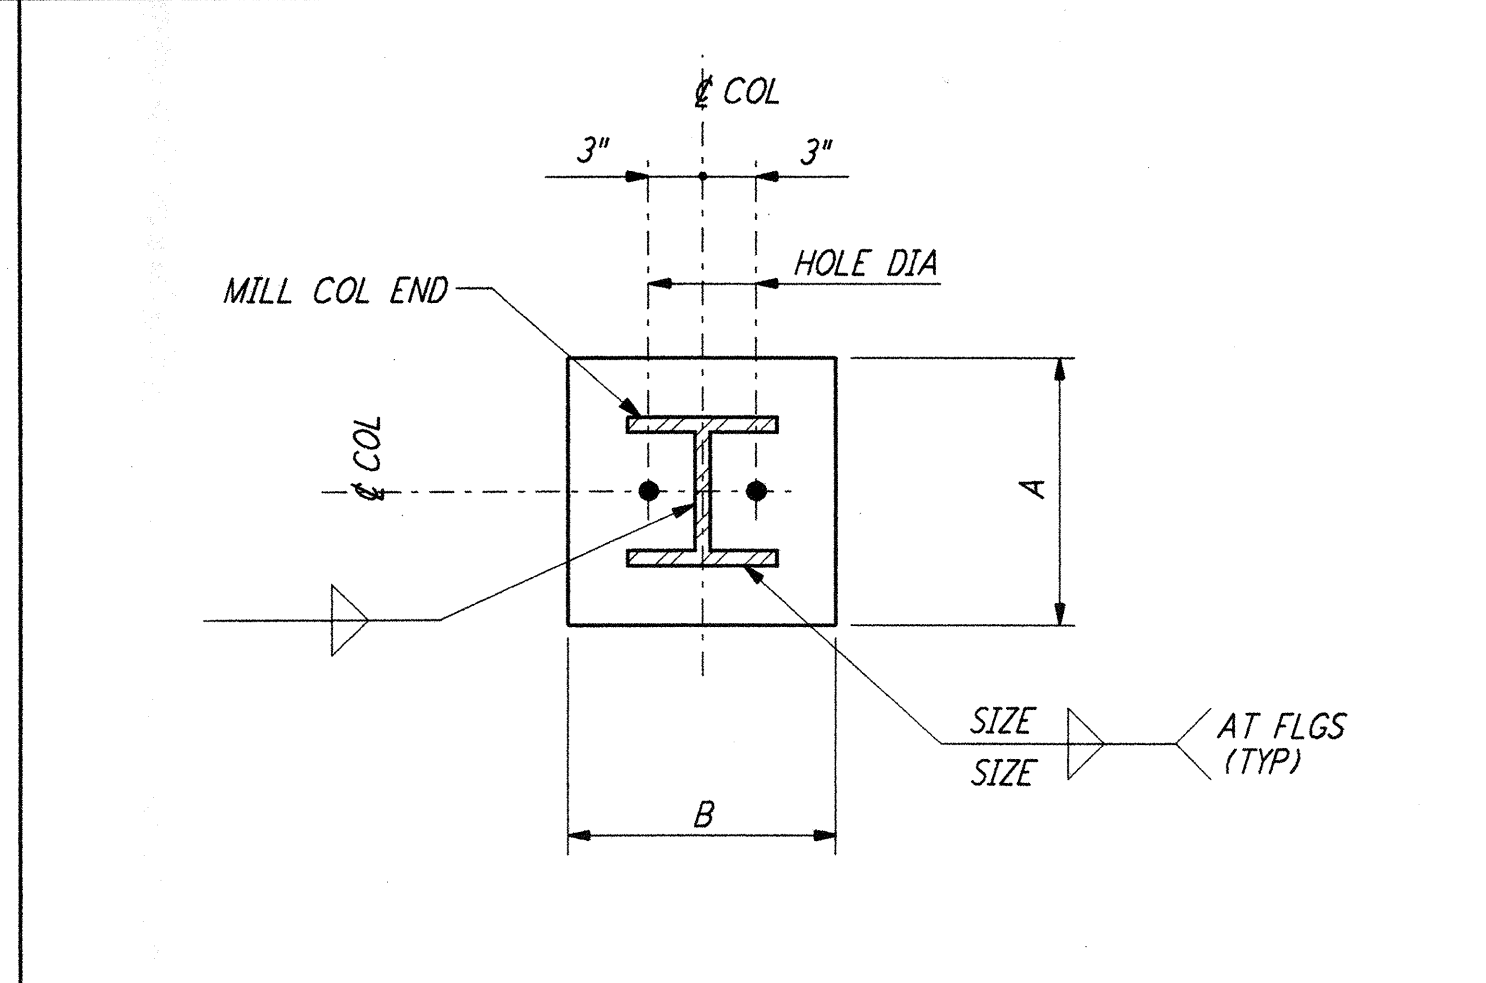 ℄ COL
3"
3"
HOLE DIA
MILL COL END
℄ COL
A
SIZE
SIZE
AT FLGS
(TYP)
B